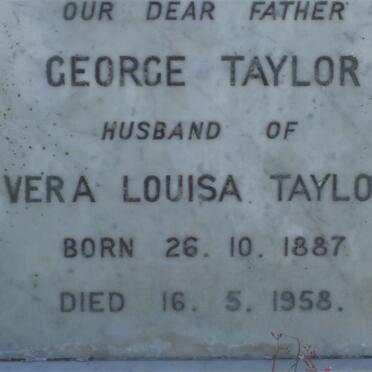 OUR DEAR FATHER
GEORGE TAYLOR
HUSBAND OF
VERA LOUISA TAYLO
BORN 26. 10. 1887
DIED 16. 5. 1958.